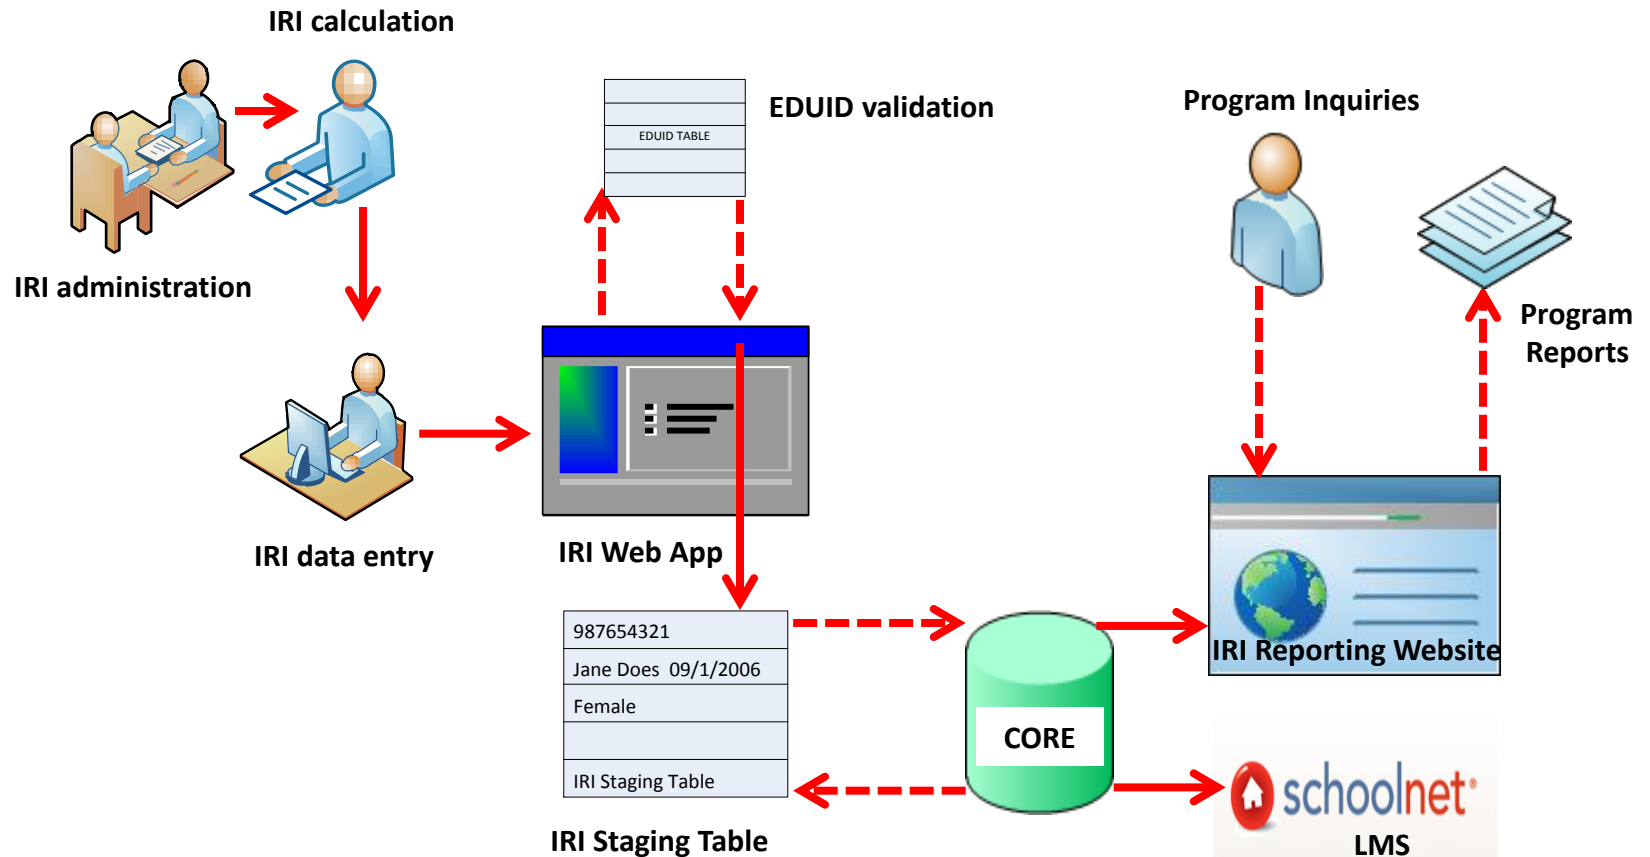 IRI calculation
EDUID TABLE
EDUID validation
Program Inquiries
IRI administration
Program
Reports
IRI data entry
IRI Web App
987654321
Jane Does 09/1/2006
Female
IRI Staging Table
IRI Staging Table
CORE
IRI Reporting Website
schoolnet®
LMS